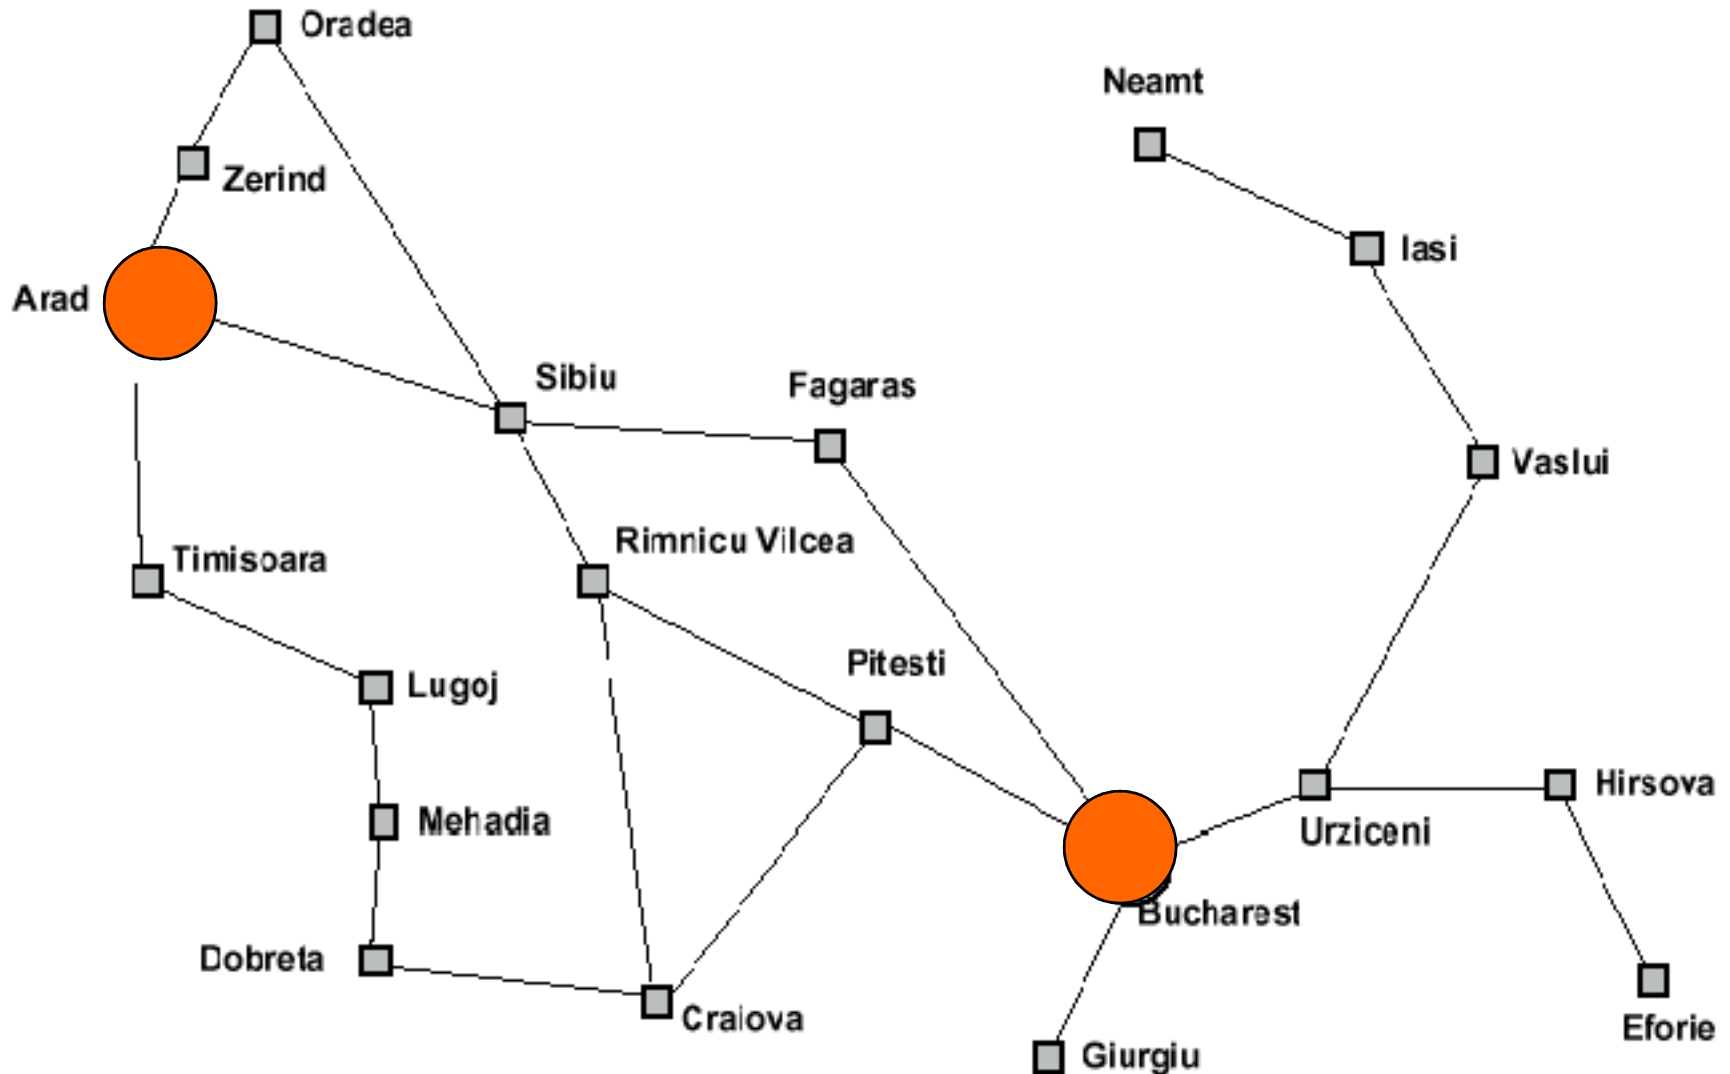 Oradea
Neamt
Zerind
Iasi
Arad
Sibiu
Fagaras
Vaslui
Rimnicu Vilcea
Timisoara
Pitesti
Lugoj
Hirsova
Mehadia
Urziceni
Bucharest
Dobreta
Craiova
Eforie
Giurgiu